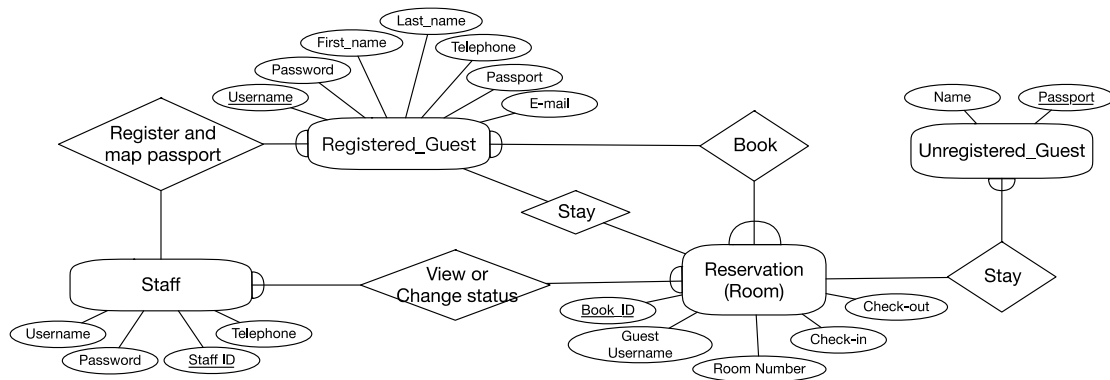 Last_name
First_name
Telephone
Password
Passport
Username
E-mail
Name
Passport
Register and
map passport
Registered_Guest
Book
Unregistered_Guest
Stay
Staff
View or
Change status
Reservation
(Room)
Stay
Username
Password
Staff ID
Telephone
Book_ID
Guest
Username
Room Number
Check-in
Check-out